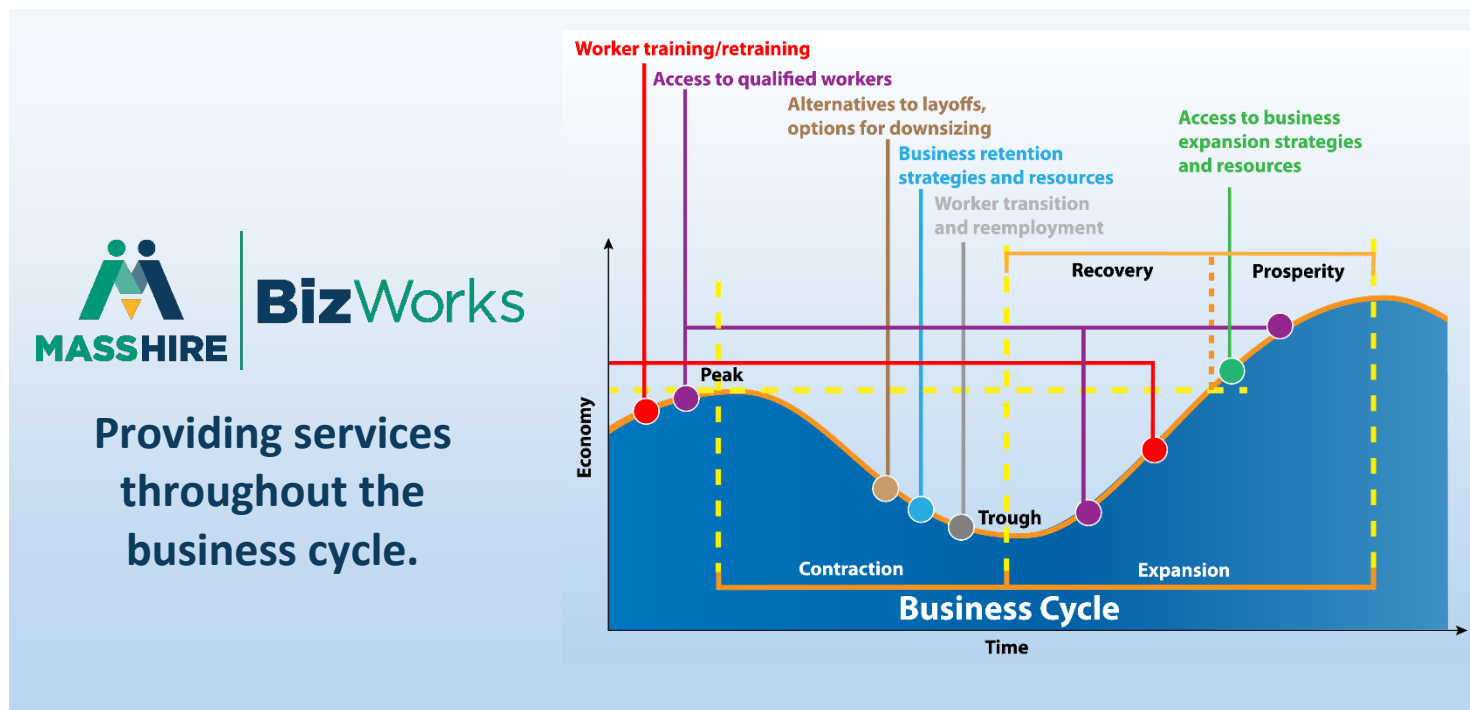 MASSHIRE
BizWorks
Providing services
throughout the
business cycle.
Worker training/retraining
Access to qualified workers
Alternatives to layoffs,
options for downsizing
Business retention
strategies and resources
Worker transition
and reemployment
Access to business
expansion strategies
and resources
Recovery
Prosperity
Peak
Economy
Trough
Contraction
Expansion
Business Cycle
Time